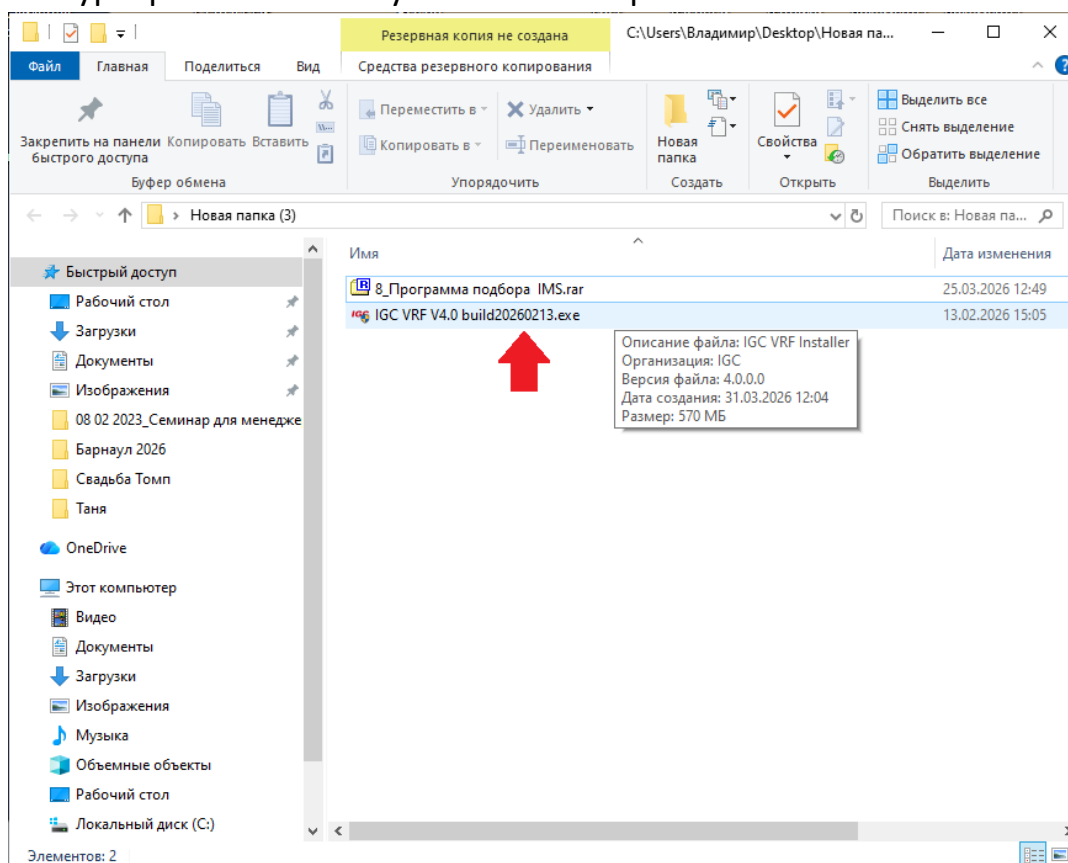 Резервная копия не создана
C:\Users\Владимир\Desktop\Новая па...
Файл
Главная
Поделиться
Вид
Средства резервного копирования
Закрепить на панели быстрого доступа
Копировать
Вставить
Переместить в
Копировать в
Удалить
Переименовать
Новая папка
Свойства
Выделить все
Снять выделение
Обратить выделение
Буфер обмена
Упорядочить
Создать
Открыть
Выделить
Новая папка (3)
Поиск в: Новая па...
Имя
Дата изменения
8_Программа подбора IMS.rar
25.03.2026 12:49
IGC VRF V4.0 build20260213.exe
13.02.2026 15:05
Описание файла: IGC VRF Installer
Организация: IGC
Версия файла: 4.0.0.0
Дата создания: 31.03.2026 12:04
Размер: 570 МБ
Быстрый доступ
Рабочий стол
Загрузки
Документы
Изображения
08 02 2023_Семинар для менедже
Барнаул 2026
Свадьба Томп
Таня
OneDrive
Этот компьютер
Видео
Документы
Загрузки
Изображения
Музыка
Объемные объекты
Рабочий стол
Локальный диск (C:)
Элементов: 2